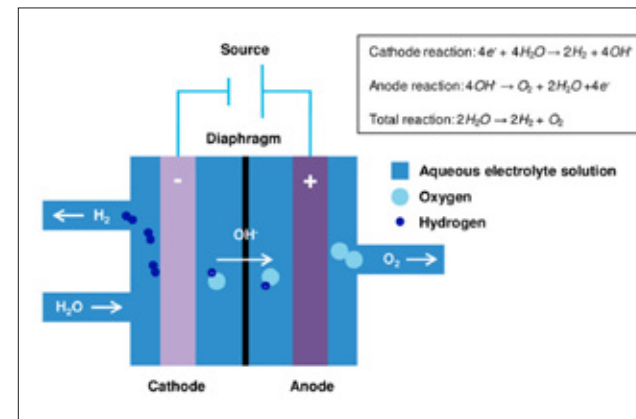 Source
Cathode reaction: 4e⁻ + 4H₂O → 2H₂ + 4OH⁻
Anode reaction: 4OH⁻ → O₂ + 2H₂O +4e⁻
Total reaction: 2H₂O → 2H₂ + O₂
Diaphragm
-
+
Aqueous electrolyte solution
Oxygen
Hydrogen
H₂
OH⁻
O₂
H₂O
Cathode
Anode